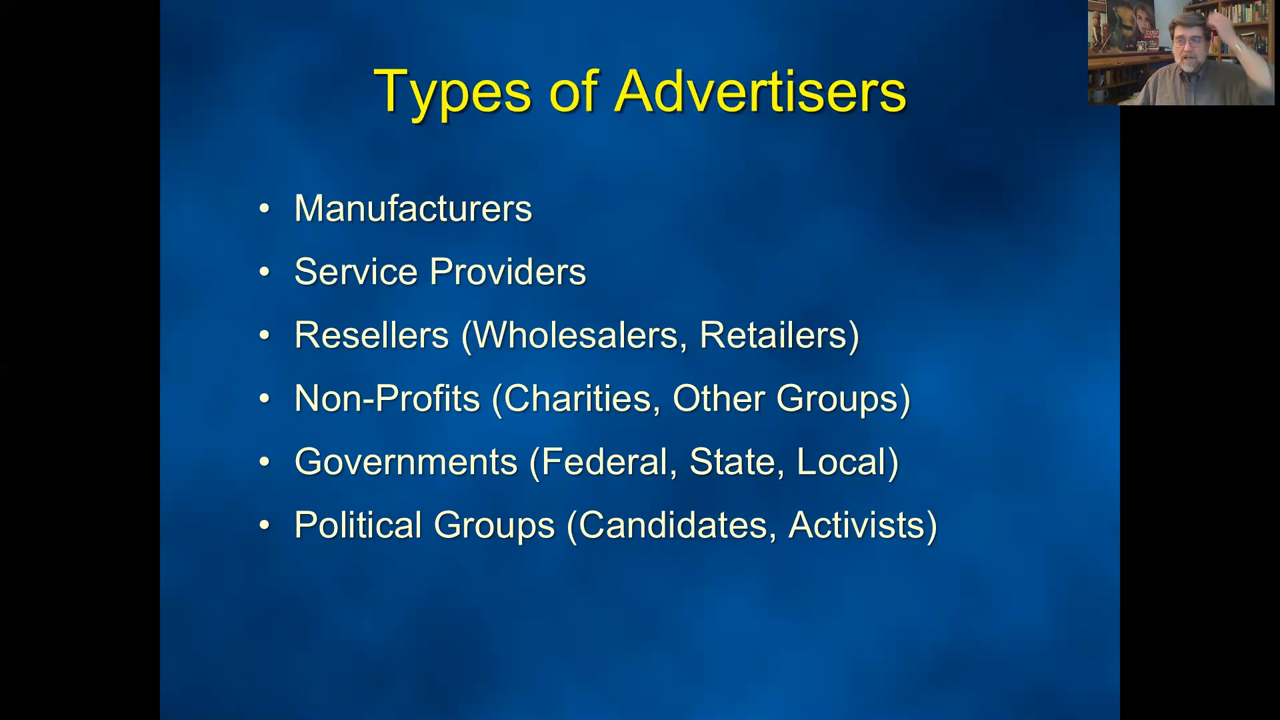 Types of Advertisers
• Manufacturers
• Service Providers
• Resellers (Wholesalers, Retailers)
• Non-Profits (Charities, Other Groups)
• Governments (Federal, State, Local)
• Political Groups (Candidates, Activists)